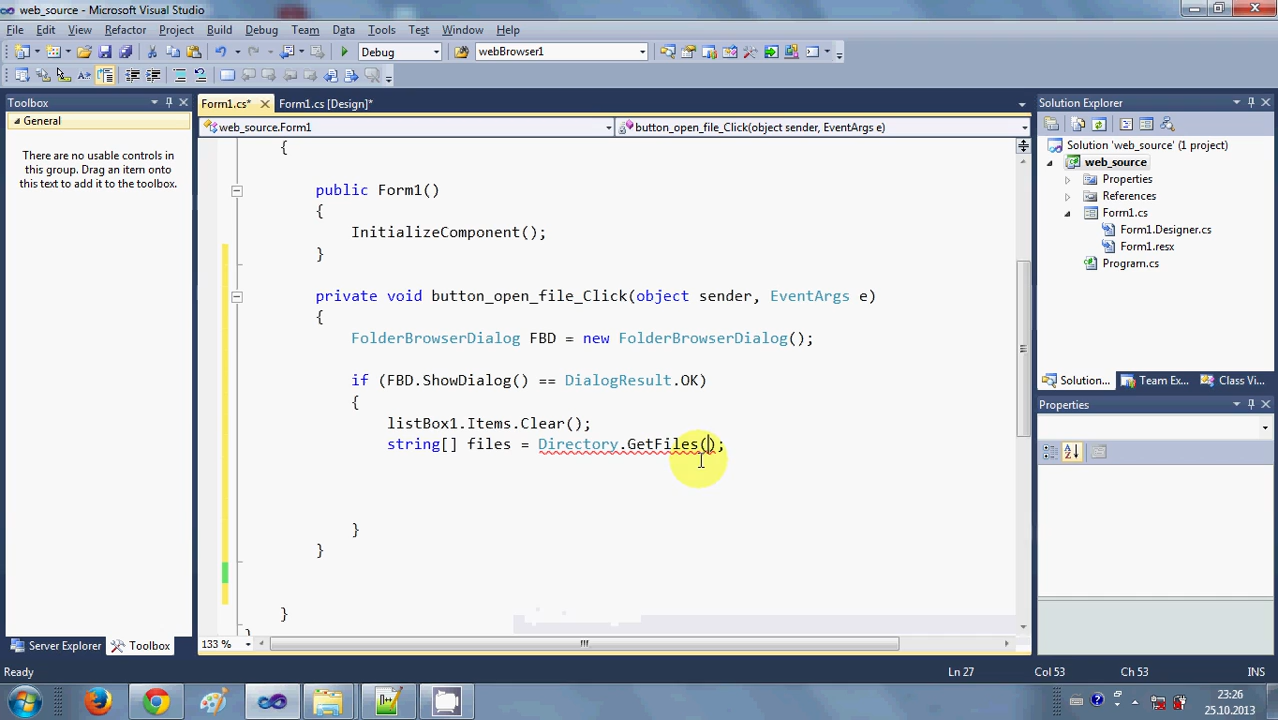 web_source - Microsoft Visual Studio
File Edit View Refactor Project Build Debug Team Data Tools Test Window Help
Debug webBrowser1
Toolbox
General
There are no usable controls in
this group. Drag an item onto
this text to add it to the toolbox.
Server Explorer Toolbox
Form1.cs* Form1.cs [Design]*
web_source.Form1 button_open_file_Click(object sender, EventArgs e)
{
public Form1()
{
InitializeComponent();
}
private void button_open_file_Click(object sender, EventArgs e)
{
FolderBrowserDialog FBD = new FolderBrowserDialog();
if (FBD.ShowDialog() == DialogResult.OK)
{
listBox1.Items.Clear();
string[] files = Directory.GetFiles();
}
}
}
133 %
Solution Explorer
Solution 'web_source' (1 project)
web_source
Properties
References
Form1.cs
Form1.Designer.cs
Form1.resx
Program.cs
Solution... Team Ex... Class Vi...
Properties
Ready Ln 27 Col 53 Ch 53 INS
23:26
25.10.2013